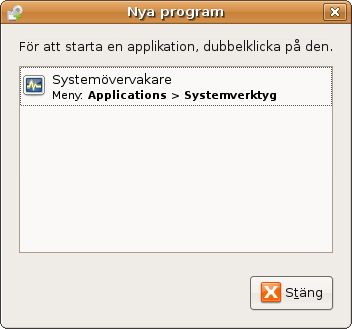 Nya program
För att starta en applikation, dubbelklicka på den.
Systemövervakare
Meny: Applications > Systemverktyg
Stäng